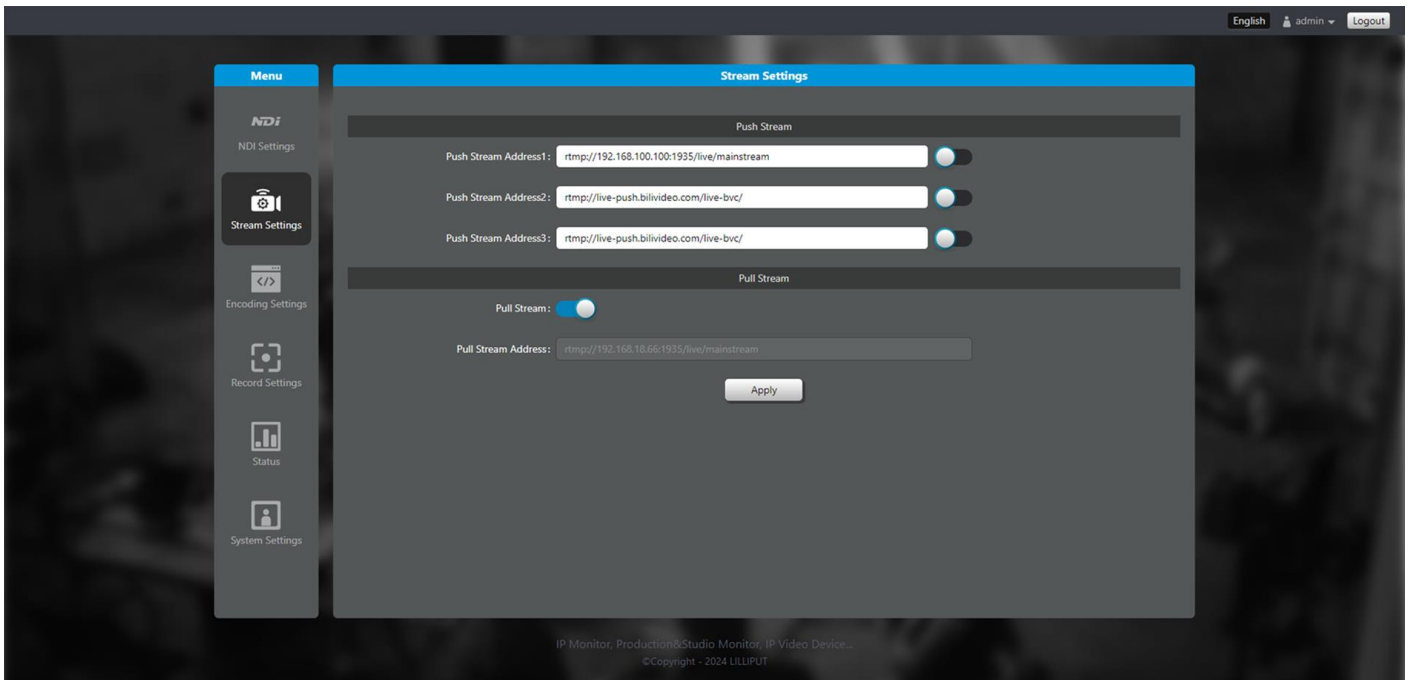 English admin Logout
Menu
NDi
NDI Settings
Stream Settings
Encoding Settings
Record Settings
Status
System Settings
Stream Settings
Push Stream
Push Stream Address1: rtmp://192.168.100.100:1935/live/mainstream
Push Stream Address2: rtmp://live-push.bilivideo.com/live-bvc/
Push Stream Address3: rtmp://live-push.bilivideo.com/live-bvc/
Pull Stream
Pull Stream:
Pull Stream Address: rtmp://192.168.18.66:1935/live/mainstream
Apply
IP Monitor, Production&Studio Monitor, IP Video Device...
©Copyright - 2024 LILLIPUT